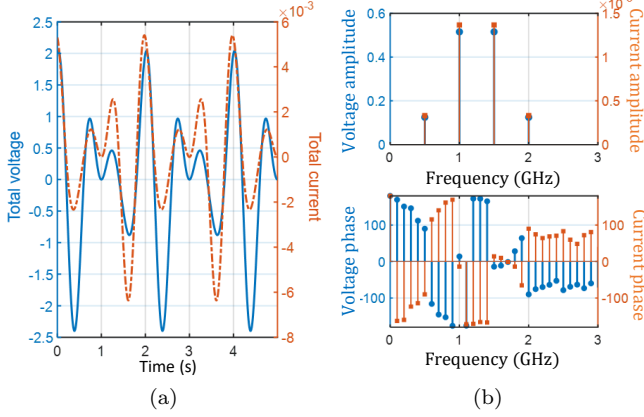 2.5
2
1.5
1
0.5
0
-0.5
-1
-1.5
-2
-2.5
Total voltage
6
4
2
0
-2
-4
-6
-8
×10⁻³
Total current
0 1 2 3 4
Time (s)
(a)
0.6
0.4
0.2
0
Voltage amplitude
1.5
1
0.5
0
Current amplitude
0 1 2 3
Frequency (GHz)
100
0
-100
Voltage phase
100
0
-100
Current phase
0 1 2 3
Frequency (GHz)
(b)